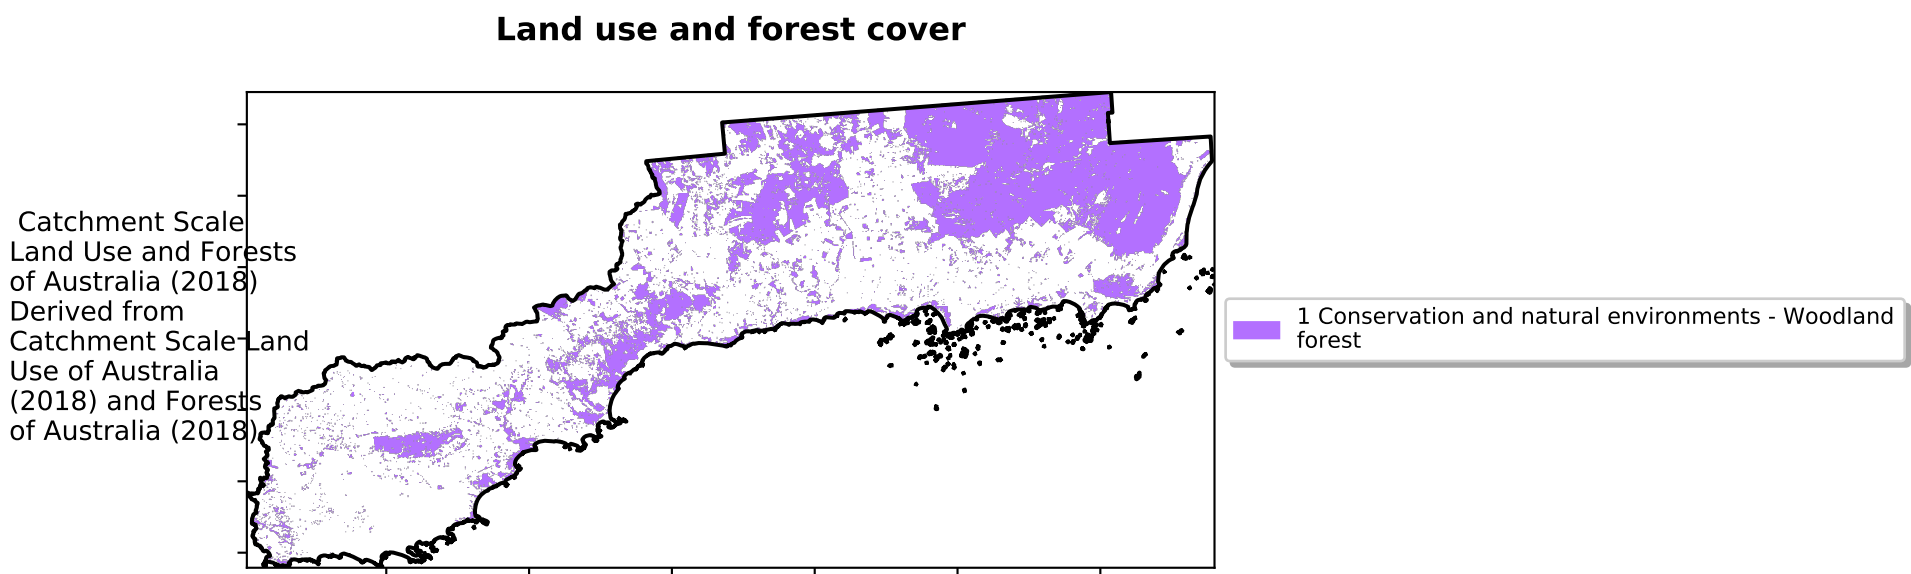 Land use and forest cover
Catchment Scale
Land Use and Forests
of Australia (2018)
Derived from
Catchment Scale Land
Use of Australia
(2018) and Forests
of Australia (2018)
1 Conservation and natural environments - Woodland
forest